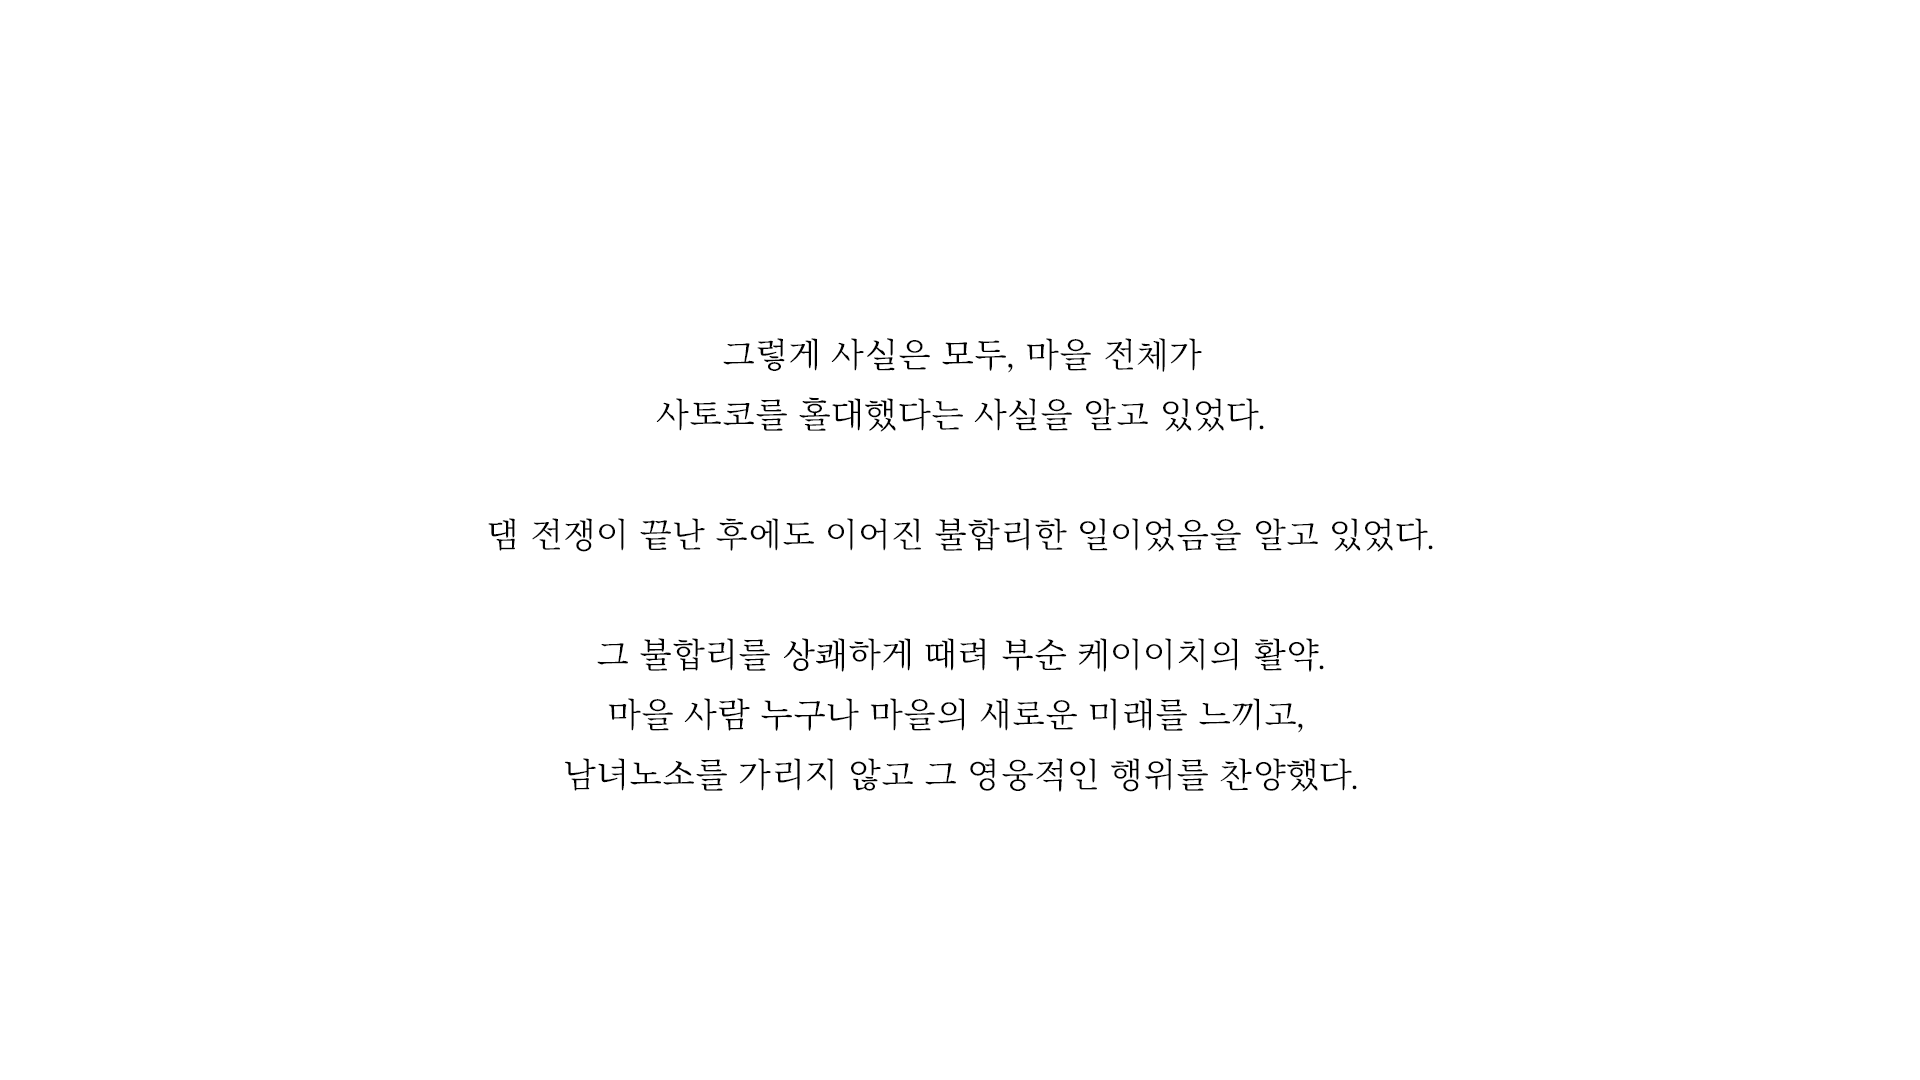 그렇게 사실은 모두, 마을 전체가
사토코를 홀대했다는 사실을 알고 있었다.
댐 전쟁이 끝난 후에도 이어진 불합리한 일이었음을 알고 있었다.
그 불합리를 상쾌하게 때려 부순 케이이치의 활약.
마을 사람 누구나 마을의 새로운 미래를 느끼고,
남녀노소를 가리지 않고 그 영웅적인 행위를 찬양했다.